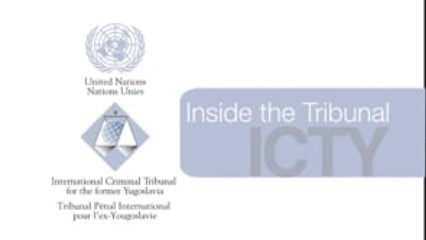 United Nations
Nations Unies
International Criminal Tribunal
for the former Yugoslavia
Tribunal Pénal International
pour l'ex-Yougoslavie
Inside the Tribunal
ICTY